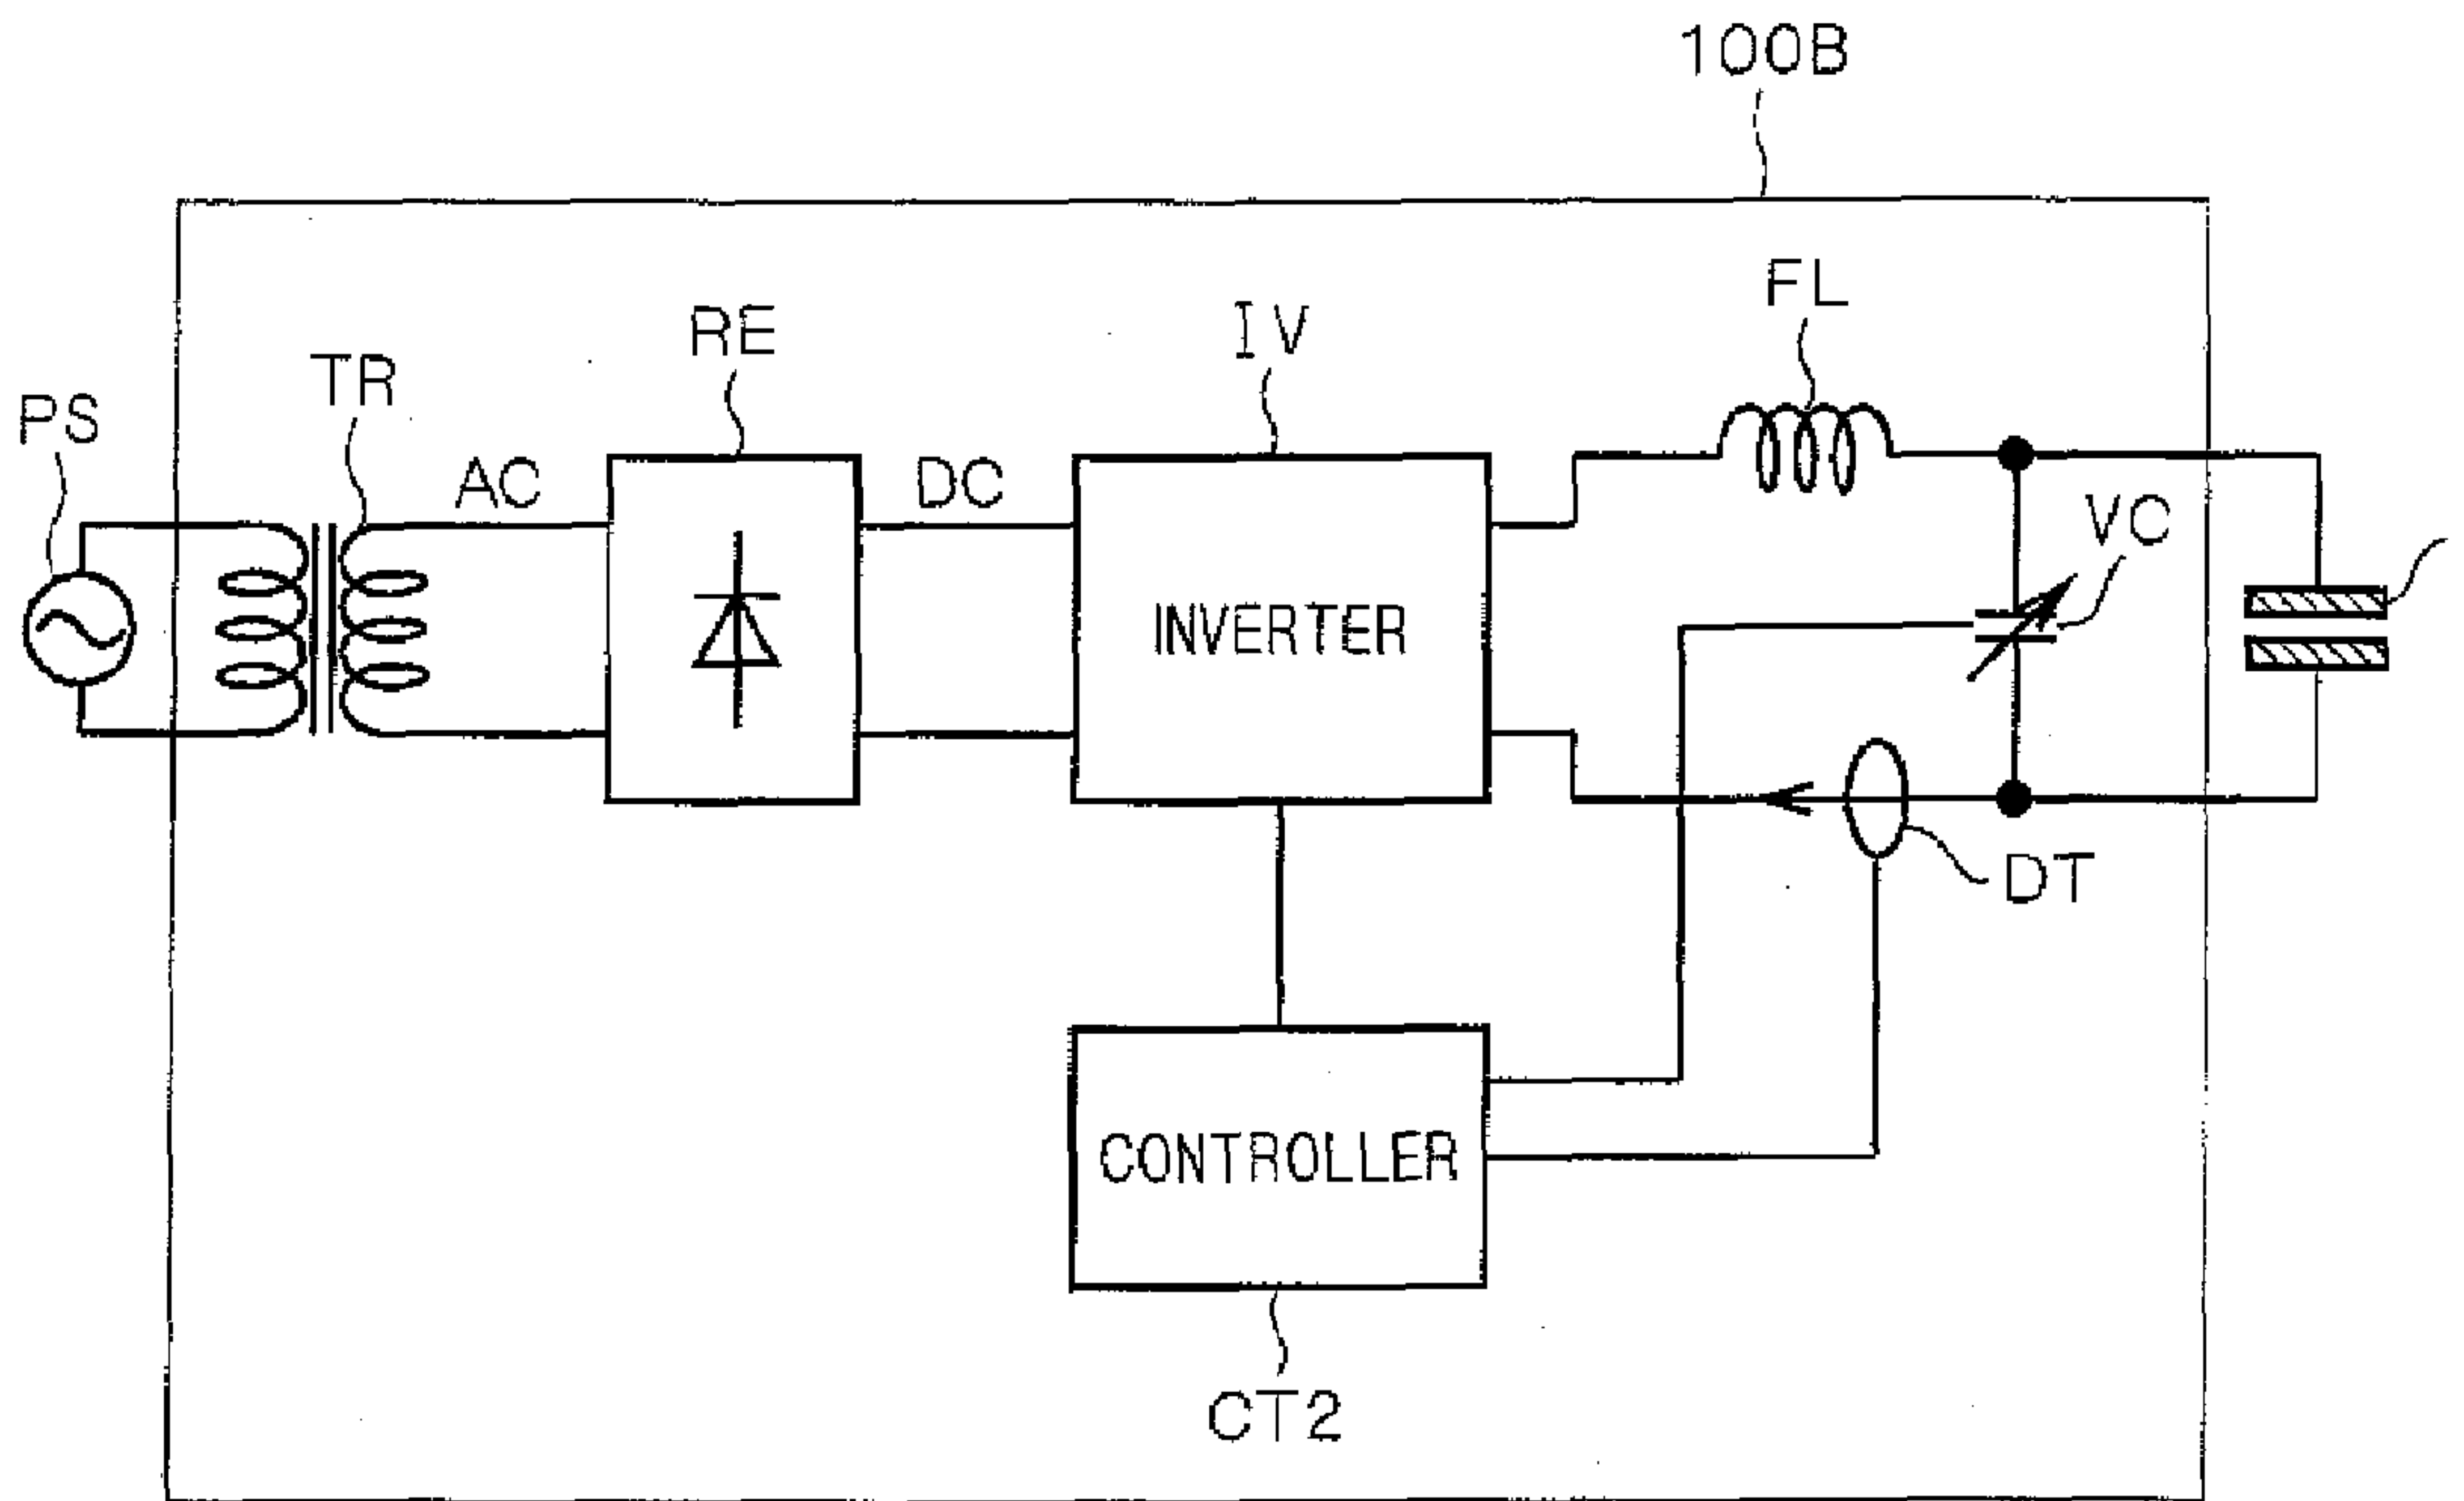 100B
FL
RE
IV
TR
PS
AC
DC
VC
INVERTER
DT
CONTROLLER
CT2